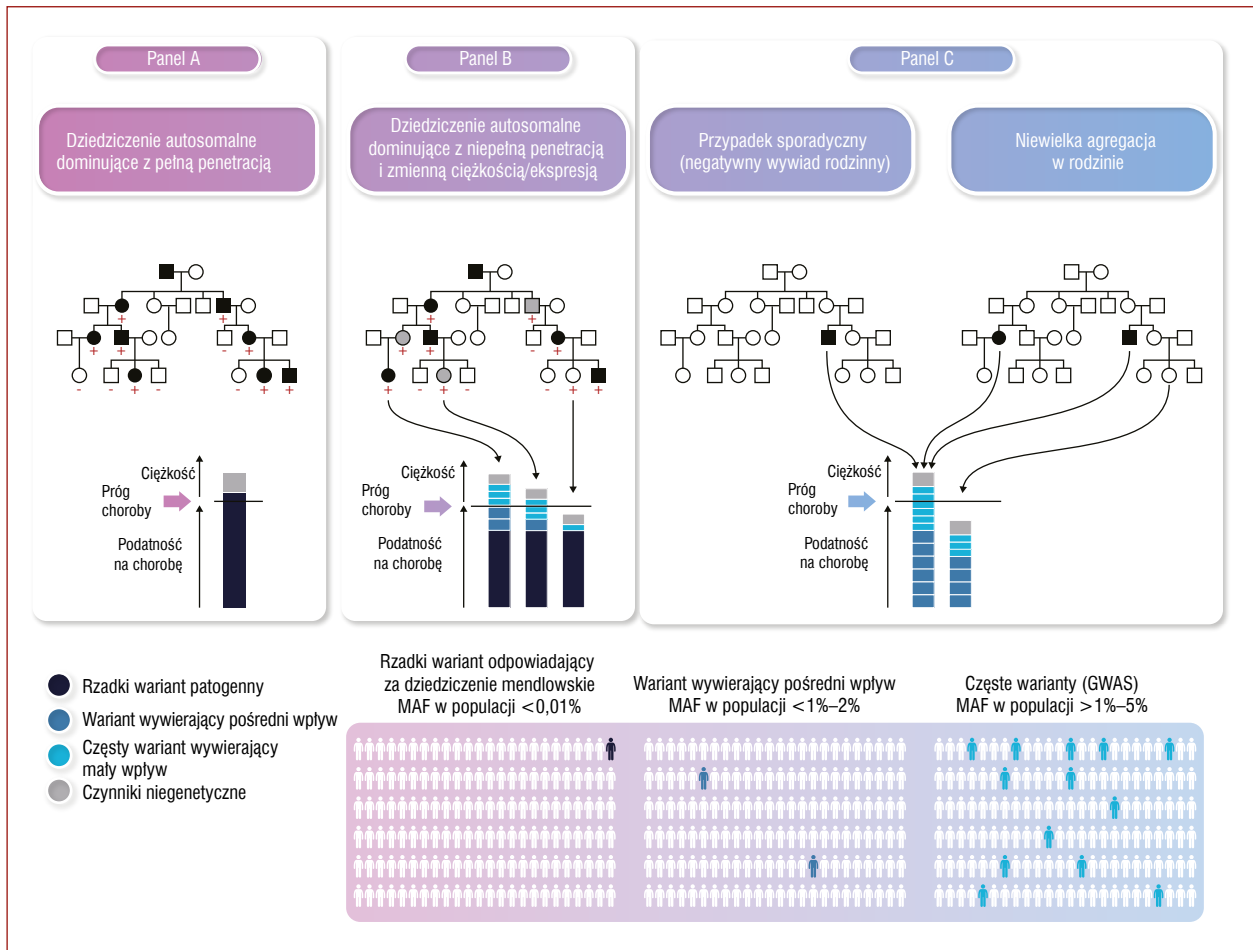 Panel A
Dziedziczenie autosomalne
dominujące z pełną penetracją
+
+
+
+
-
+
-
-
+
-
-
+
+
Ciężkość
Próg
choroby
Podatność
na chorobę
Panel B
Dziedziczenie autosomalne
dominujące z niepełną penetracją
i zmienną ciężkością/ekspresją
+
+
+
+
-
+
+
-
+
-
-
+
+
Ciężkość
Próg
choroby
Podatność
na chorobę
Panel C
Przypadek sporadyczny
(negatywny wywiad rodzinny)
Niewielka agregacja
w rodzinie
Ciężkość
Próg
choroby
Podatność
na chorobę
Rzadki wariant patogenny
Wariant wywierający pośredni wpływ
Częsty wariant wywierający
mały wpływ
Czynniki niegenetyczne
Rzadki wariant odpowiadający
za dziedziczenie mendlowskie
MAF w populacji <0,01%
Wariant wywierający pośredni wpływ
MAF w populacji <1%–2%
Częste warianty (GWAS)
MAF w populacji >1%–5%